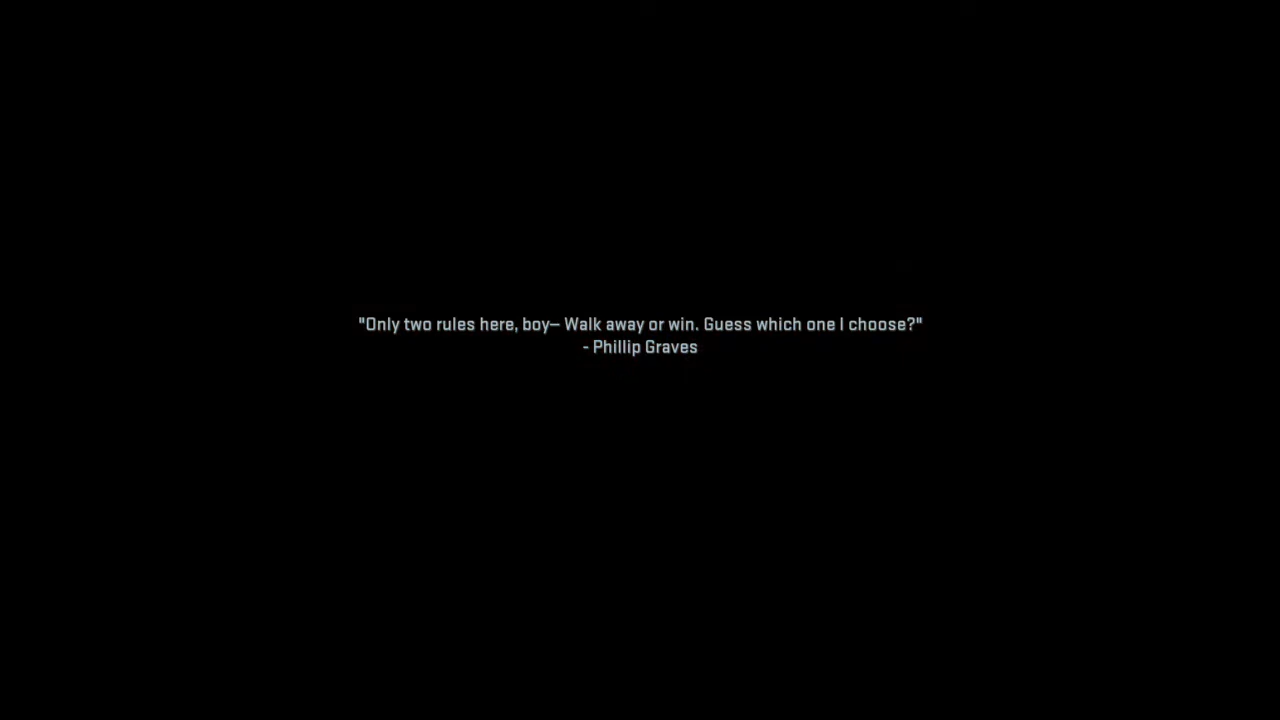 "Only two rules here, boy— Walk away or win. Guess which one I choose?"
- Phillip Graves